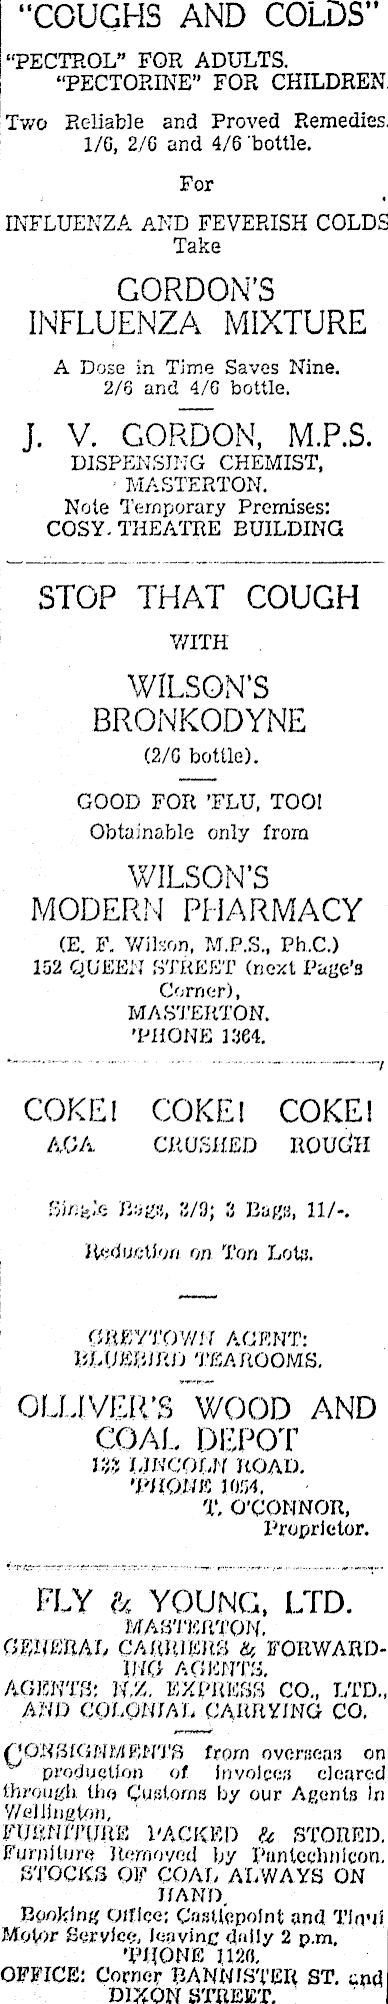 "COUGHS AND COLDS"
"PECTROL" FOR ADULTS.
"PECTORINE" FOR CHILDREN.
Two Reliable and Proved Remedies.
1/6, 2/6 and 4/6 bottle.
For
INFLUENZA AND FEVERISH COLDS
Take
GORDON'S
INFLUENZA MIXTURE
A Dose in Time Saves Nine.
2/6 and 4/6 bottle.
J. V. GORDON, M.P.S.
DISPENSING CHEMIST,
MASTERTON.
Note Temporary Premises:
COSY THEATRE BUILDING
STOP THAT COUGH
WITH
WILSON'S
BRONKODYNE
(2/6 bottle).
GOOD FOR 'FLU, TOO!
Obtainable only from
WILSON'S
MODERN PHARMACY
(E. F. Wilson, M.P.S., Ph.C.)
152 QUEEN STREET (next Page's
Corner),
MASTERTON.
'PHONE 1364.
COKE! COKE! COKE!
AGA CRUSHED ROUGH
Single Bags, 3/9; 3 Bags, 11/-.
Reduction on Ton Lots.
GREYTOWN AGENT:
BLUEBIRD TEAROOMS.
OLLIVER'S WOOD AND
COAL DEPOT
133 LINCOLN ROAD.
'PHONE 1054.
T. O'CONNOR,
Proprietor.
FLY & YOUNG, LTD.
MASTERTON.
GENERAL CARRIERS & FORWARD-
ING AGENTS.
AGENTS: N.Z. EXPRESS CO., LTD.,
AND COLONIAL CARRYING CO.
CONSIGNMENTS from overseas on
production of invoices cleared
through the Customs by our Agents in
Wellington,
FURNITURE PACKED & STORED.
Furniture Removed by Pantechnicon.
STOCKS OF COAL ALWAYS ON
HAND.
Booking Office: Castlepoint and Tinui
Motor Service, leaving daily 2 p.m.
'PHONE 1126.
OFFICE: Corner BANNISTER ST. and
DIXON STREET.